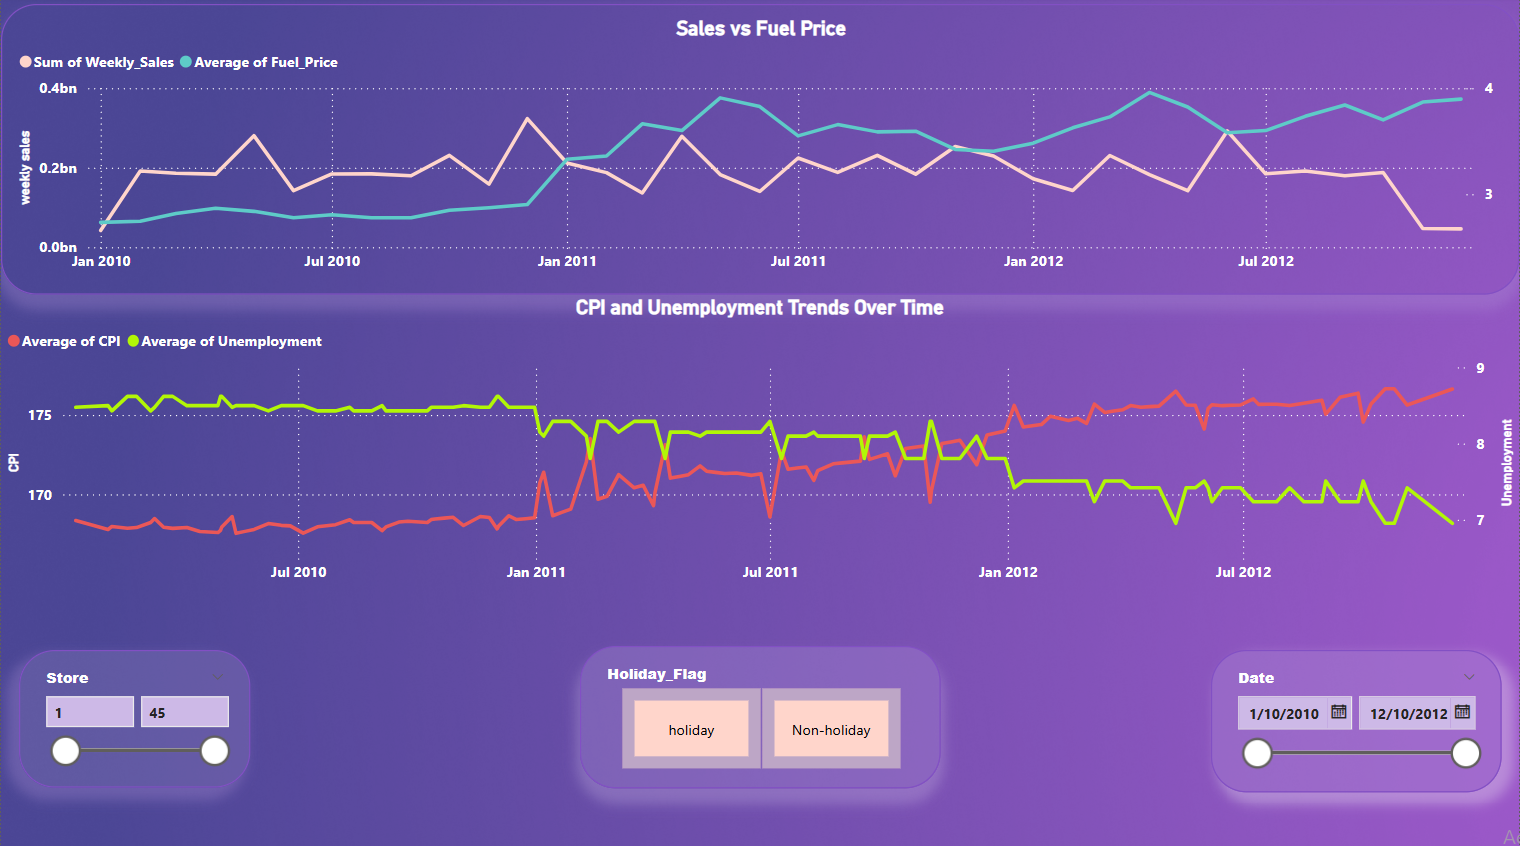 Sales vs Fuel Price
Sum of Weekly_Sales Average of Fuel_Price
0.4bn
0.2bn
0.0bn
weekly sales
4
3
Jan 2010 Jul 2010 Jan 2011 Jul 2011 Jan 2012 Jul 2012
CPI and Unemployment Trends Over Time
Average of CPI Average of Unemployment
175
170
CPI
9
8
7
Unemployment
Jul 2010 Jan 2011 Jul 2011 Jan 2012 Jul 2012
Store
1 45
Holiday_Flag
holiday Non-holiday
Date
1/10/2010 12/10/2012